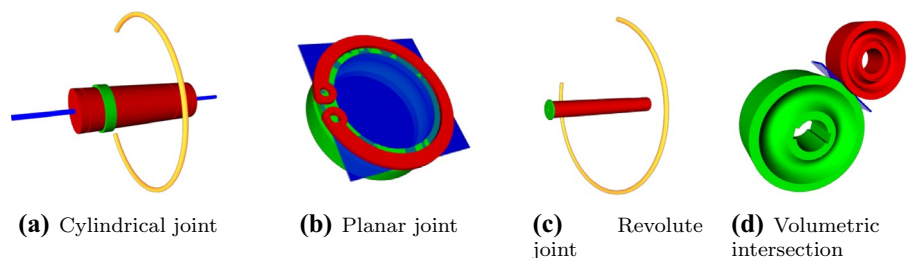 (a) Cylindrical joint
(b) Planar joint
(c) Revolute
joint
(d) Volumetric
intersection